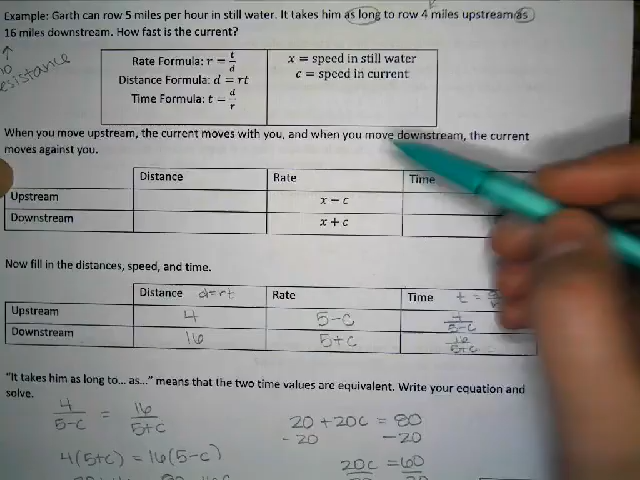 Example: Garth can row 5 miles per hour in still water. It takes him as long to row 4 miles upstream as
16 miles downstream. How fast is the current?
Rate Formula: r = t/d
x = speed in still water
Distance Formula: d = rt
c = speed in current
Time Formula: t = d/r
When you move upstream, the current moves with you, and when you move downstream, the current
moves against you.
Distance Rate Time
Upstream x − c
Downstream x + c
Now fill in the distances, speed, and time.
Distance d=rt Rate Time t =
Upstream 4 5-c 4/5-c
Downstream 16 5+c 16/5+c
"It takes him as long to... as..." means that the two time values are equivalent. Write your equation and
solve.
4/5-c = 16/5+c
4(5+c) = 16(5-c)
20 + 20c = 80
-20 -20
20c = 60